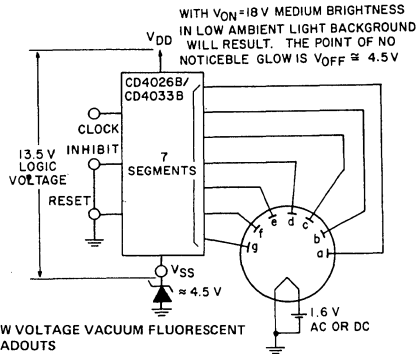 WITH VON=18V MEDIUM BRIGHTNESS
IN LOW AMBIENT LIGHT BACKGROUND
WILL RESULT. THE POINT OF NO
NOTICEBLE GLOW IS VOFF ≅ 4.5V
VDD
CD4026B/
CD4033B
CLOCK
INHIBIT
RESET
13.5 V
LOGIC
VOLTAGE
7
SEGMENTS
a
b
c
d
e
f
g
VSS
≈ 4.5 V
1.6 V
AC OR DC
W VOLTAGE VACUUM FLUORESCENT
ADOUTS